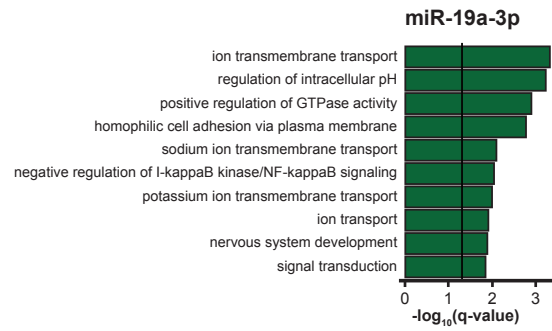 miR-19a-3p
ion transmembrane transport
regulation of intracellular pH
positive regulation of GTPase activity
homophilic cell adhesion via plasma membrane
sodium ion transmembrane transport
negative regulation of I-kappaB kinase/NF-kappaB signaling
potassium ion transmembrane transport
ion transport
nervous system development
signal transduction
0 1 2 3
-log₁₀(q-value)